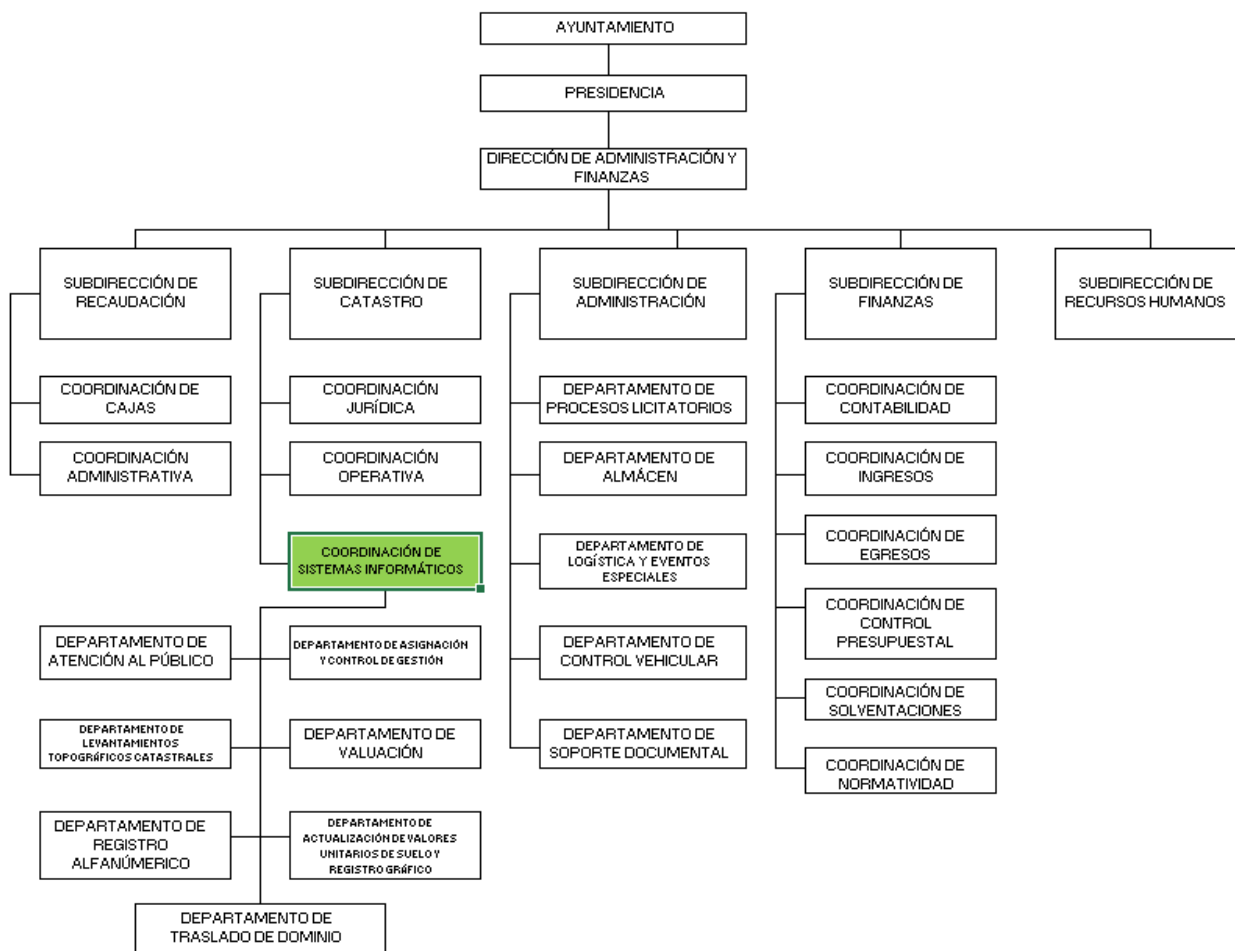 AYUNTAMIENTO
PRESIDENCIA
DIRECCIÓN DE ADMINISTRACIÓN Y
FINANZAS
SUBDIRECCIÓN DE
RECAUDACIÓN
SUBDIRECCIÓN DE
CATASTRO
SUBDIRECCIÓN DE
ADMINISTRACIÓN
SUBDIRECCIÓN DE
FINANZAS
SUBDIRECCIÓN DE
RECURSOS HUMANOS
COORDINACIÓN DE
CAJAS
COORDINACIÓN
JURÍDICA
DEPARTAMENTO DE
PROCESOS LICITATORIOS
COORDINACIÓN DE
CONTABILIDAD
COORDINACIÓN
ADMINISTRATIVA
COORDINACIÓN
OPERATIVA
DEPARTAMENTO DE
ALMÁCEN
COORDINACIÓN DE
INGRESOS
COORDINACIÓN DE
SISTEMAS INFORMÁTICOS
DEPARTAMENTO DE
LOGÍSTICA Y EVENTOS
ESPECIALES
COORDINACIÓN DE
EGRESOS
DEPARTAMENTO DE
ATENCIÓN AL PÚBLICO
DEPARTAMENTO DE ASIGNACIÓN
Y CONTROL DE GESTIÓN
DEPARTAMENTO DE
CONTROL VEHICULAR
COORDINACIÓN DE
CONTROL
PRESUPUESTAL
DEPARTAMENTO DE
LEVANTAMIENTOS
TOPOGRÁFICOS CATASTRALES
DEPARTAMENTO DE
VALUACIÓN
DEPARTAMENTO DE
SOPORTE DOCUMENTAL
COORDINACIÓN DE
SOLVENTACIONES
COORDINACIÓN DE
NORMATIVIDAD
DEPARTAMENTO DE
REGISTRO
ALFANÚMERICO
DEPARTAMENTO DE
ACTUALIZACIÓN DE VALORES
UNITARIOS DE SUELO Y
REGISTRO GRÁFICO
DEPARTAMENTO DE
TRASLADO DE DOMINIO